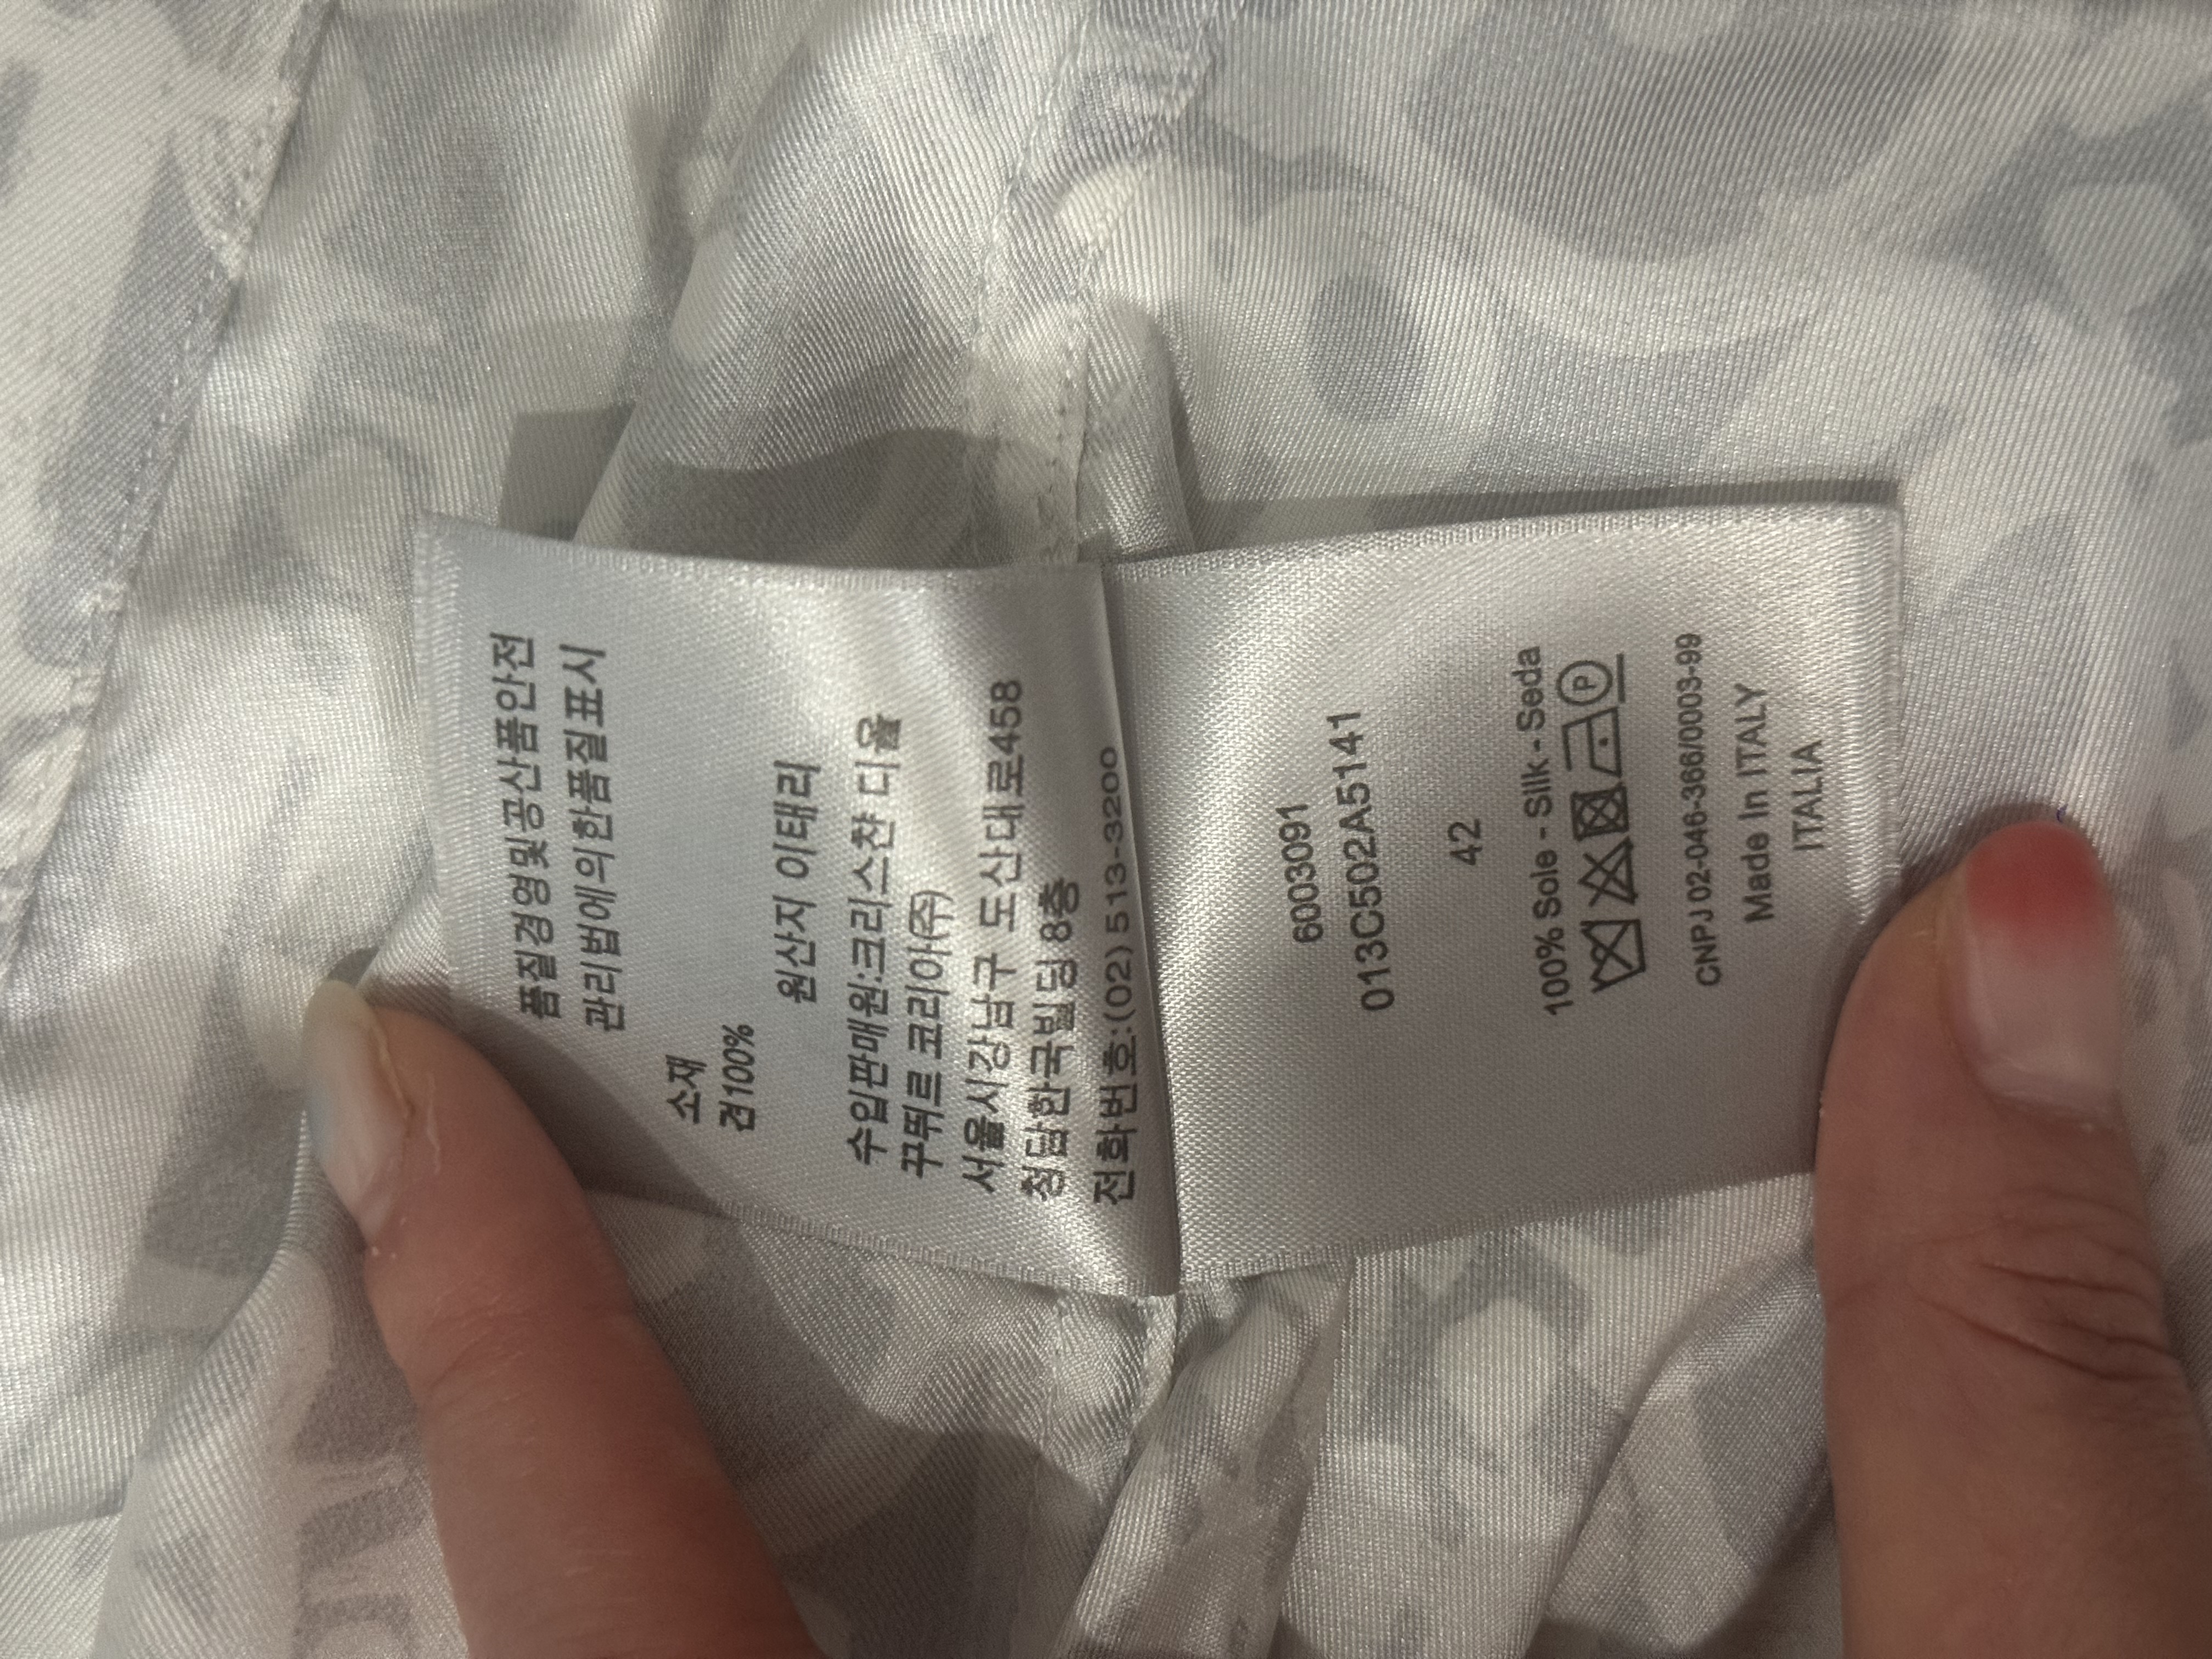 품질경영및공산품안전
관리법에의한품질표시
소재
견100%
원산지 이태리
수입판매원:크리스챤 디올
꾸뛰르 코리아(주)
서울시강남구 도산대로458
청담한국빌딩 8층
전화번호:(02) 513-3200
6003091
013C502A5141
42
100% Sole - Silk - Seda
P
CNPJ 02-046-366/0003-99
Made In ITALY
ITALIA